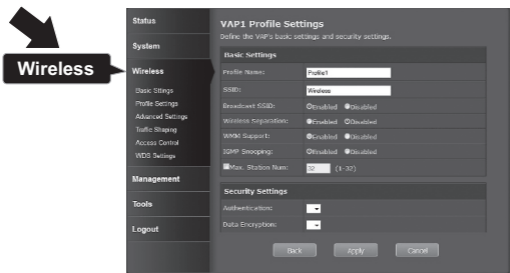 Wireless
Status
System
Wireless
Basic Sttings
Profile Settings
Advanced Settings
Traffic Shaping
Access Control
WDS Settings
Management
Tools
Logout
VAP1 Profile Settings
Define the VAP's basic settings and security settings.
Basic Settings
Profile Name: Profile1
SSID: Wireless
Broadcast SSID: Enabled Disabled
Wireless Separation: Enabled Disabled
WMM Support: Enabled Disabled
IGMP Snooping: Enabled Disabled
Max. Station Num: 32 (1-32)
Security Settings
Authentication:
Data Encryption:
Back Apply Cancel